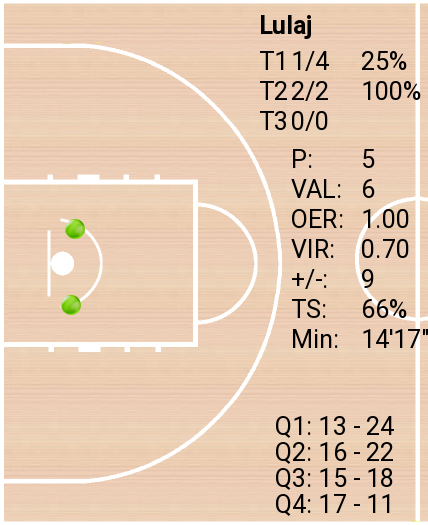 Lulaj
T1 1/4 25%
T2 2/2 100%
T3 0/0
P: 5
VAL: 6
OER: 1.00
VIR: 0.70
+/-: 9
TS: 66%
Min: 14'17"
Q1: 13 - 24
Q2: 16 - 22
Q3: 15 - 18
Q4: 17 - 11